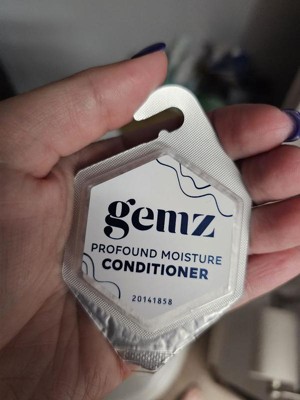 gemz
PROFOUND MOISTURE
CONDITIONER
20141858